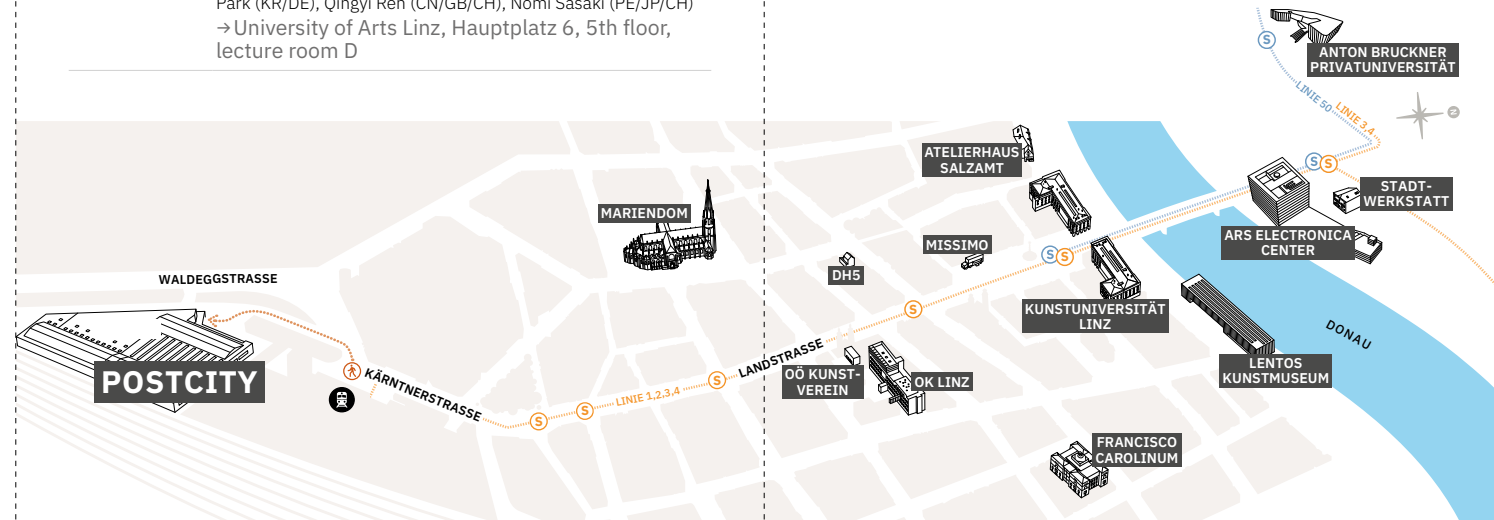 Park (KR/DE), Qingyi Ren (CN/GB/CH), Nomi Sasaki (PE/JP/CH)
→University of Arts Linz, Hauptplatz 6, 5th floor,
lecture room D
S
ANTON BRUCKNER
PRIVATUNIVERSITÄT
LINIE 50
LINIE 3,4
N
ATELIERHAUS
SALZAMT
S
S
STADT-
WERKSTATT
MARIENDOM
ARS ELECTRONICA
CENTER
MISSIMO
S
S
DH5
WALDEGGSTRASSE
KUNSTUNIVERSITÄT
LINZ
S
DONAU
LANDSTRASSE
LENTOS
KUNSTMUSEUM
POSTCITY
KÄRNTNERSTRASSE
OÖ KUNST-
VEREIN
OK LINZ
S
LINIE 1,2,3,4
S
S
FRANCISCO
CAROLINUM